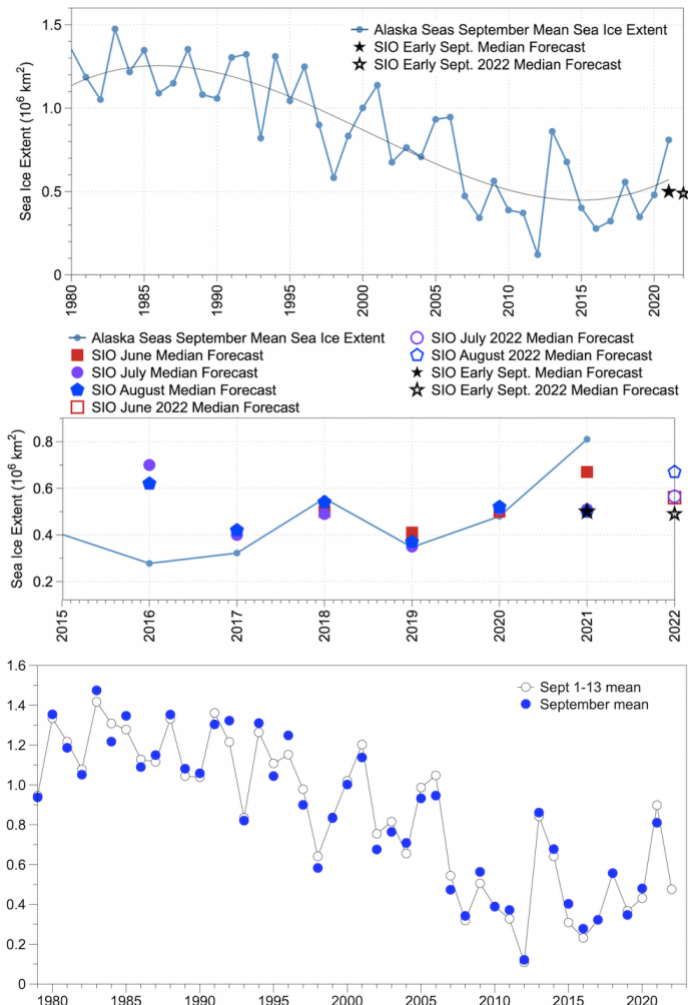 Alaska Seas September Mean Sea Ice Extent
SIO Early Sept. Median Forecast
SIO Early Sept. 2022 Median Forecast
Sea Ice Extent (10⁶ km²)
1.5
1.0
0.5
0
1980 1985 1990 1995 2000 2005 2010 2015 2020
Alaska Seas September Mean Sea Ice Extent
SIO June Median Forecast
SIO July Median Forecast
SIO August Median Forecast
SIO June 2022 Median Forecast
SIO July 2022 Median Forecast
SIO August 2022 Median Forecast
SIO Early Sept. Median Forecast
SIO Early Sept. 2022 Median Forecast
Sea Ice Extent (10⁶ km²)
0.8
0.6
0.4
0.2
2015 2016 2017 2018 2019 2020 2021 2022
Sept 1-13 mean
September mean
1.6
1.4
1.2
1.0
0.8
0.6
0.4
0.2
0
1980 1985 1990 1995 2000 2005 2010 2015 2020